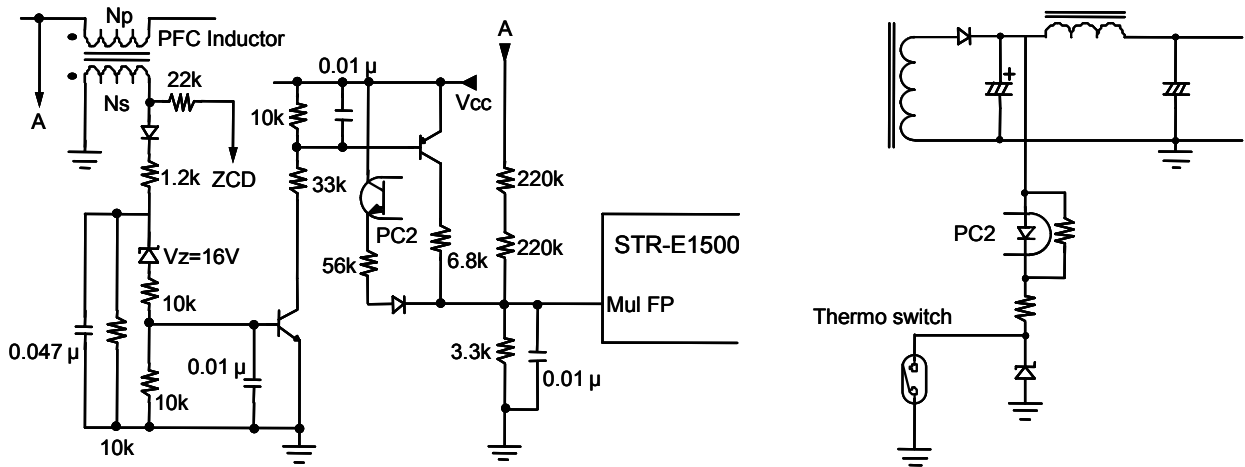 Np
PFC Inductor
A
0.01 µ
22k
Ns
Vcc
A
10k
1.2k
ZCD
33k
220k
PC2
PC2
STR-E1500
220k
Vz=16V
6.8k
56k
10k
Mul FP
Thermo switch
0.047 µ
0.01 µ
3.3k
0.01 µ
10k
10k